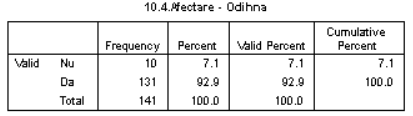 10.4.Afectare - Odihna
Frequency Percent Valid Percent Cumulative Percent
Valid Nu 10 7.1 7.1 7.1
Da 131 92.9 92.9 100.0
Total 141 100.0 100.0